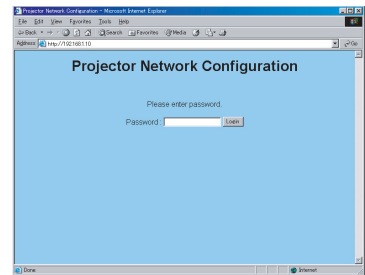 Projector Network Configuration - Microsoft Internet Explorer
File Edit View Favorites Tools Help
Back Search Favorites Media
Address http://192.168.1.10 Go
Projector Network Configuration
Please enter password.
Password : Login
Done Internet